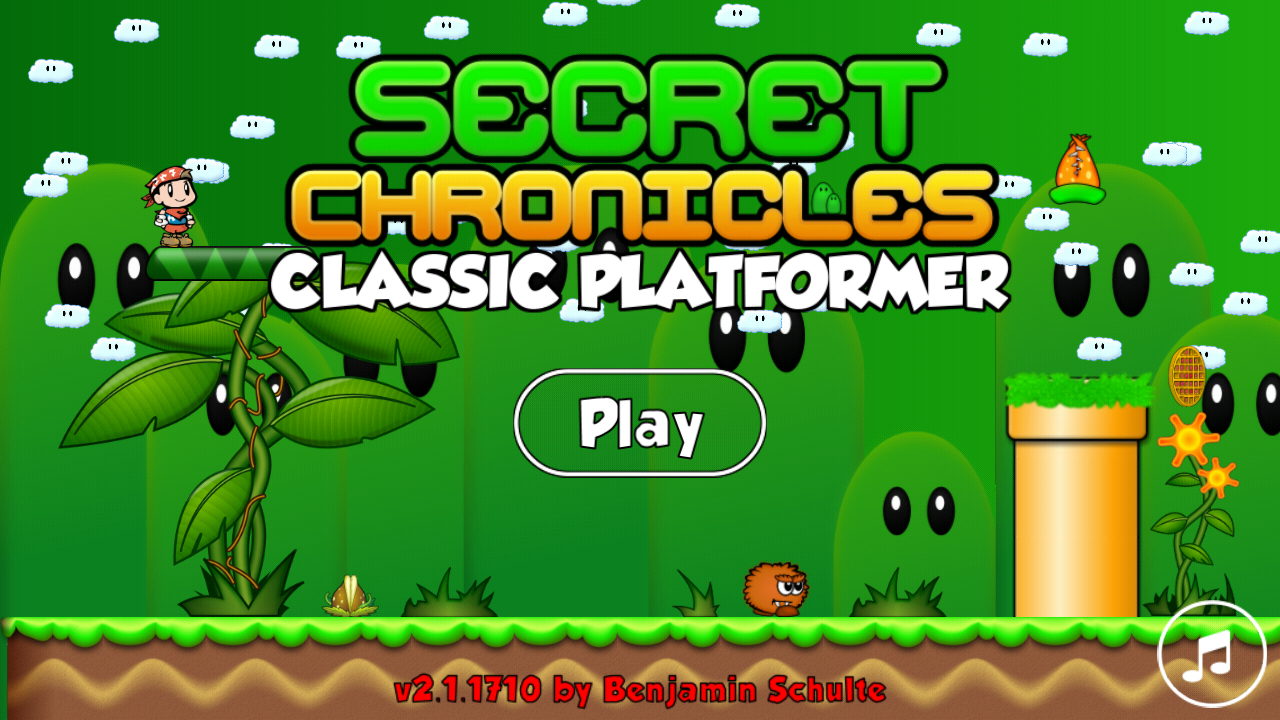 SECRET
CHRONICLES
CLASSIC PLATFORMER
Play
v2.1.1710 by Benjamin Schulte